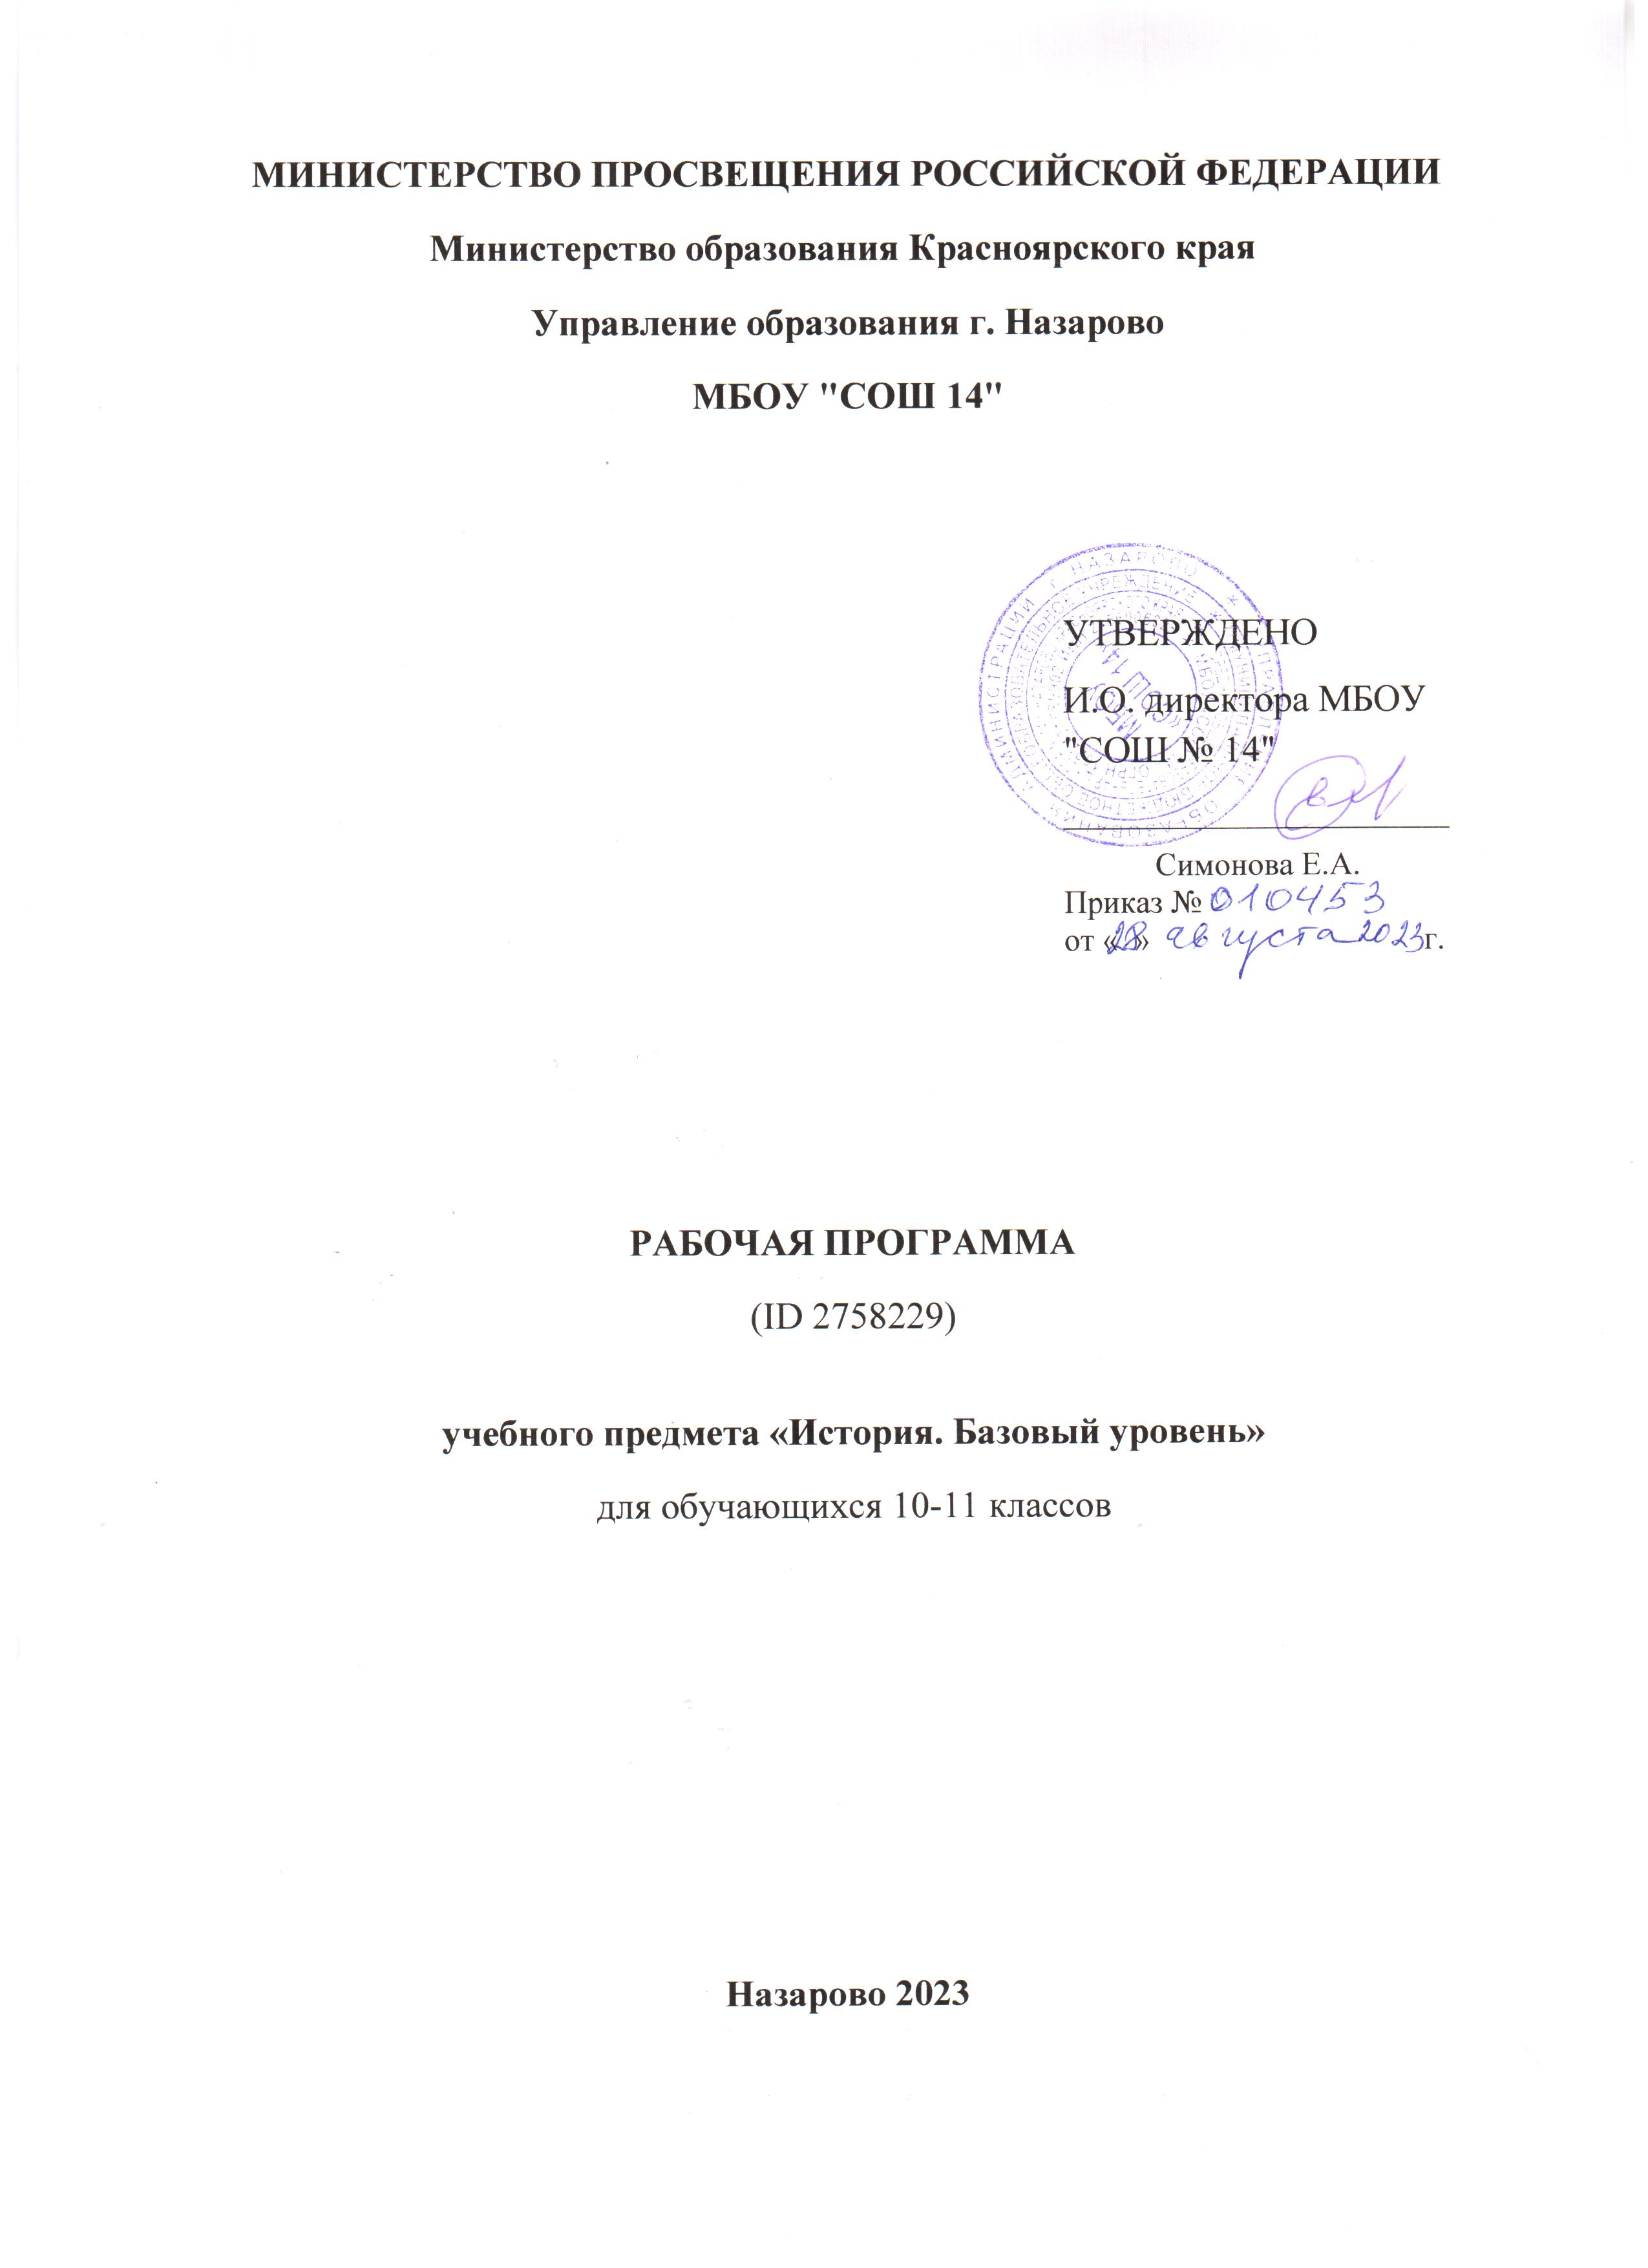 МИНИСТЕРСТВО ПРОСВЕЩЕНИЯ РОССИЙСКОЙ ФЕДЕРАЦИИ
Министерство образования Красноярского края
Управление образования г. Назарово
МБОУ "СОШ 14"
УТВЕРЖДЕНО
И.О. директора МБОУ
"СОШ № 14"
Симонова Е.А.
Приказ № 010453
от «28» августа 2023г.
РАБОЧАЯ ПРОГРАММА
(ID 2758229)
учебного предмета «История. Базовый уровень»
для обучающихся 10-11 классов
Назарово 2023